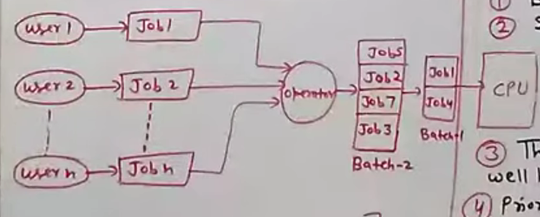 user 1
Job 1
user 2
Job 2
user n
Job n
operator
Job5
Job2
Job7
Job3
Batch-2
Job1
Job4
Batch-1
CPU
①
②
③ Th
well
④ Prior